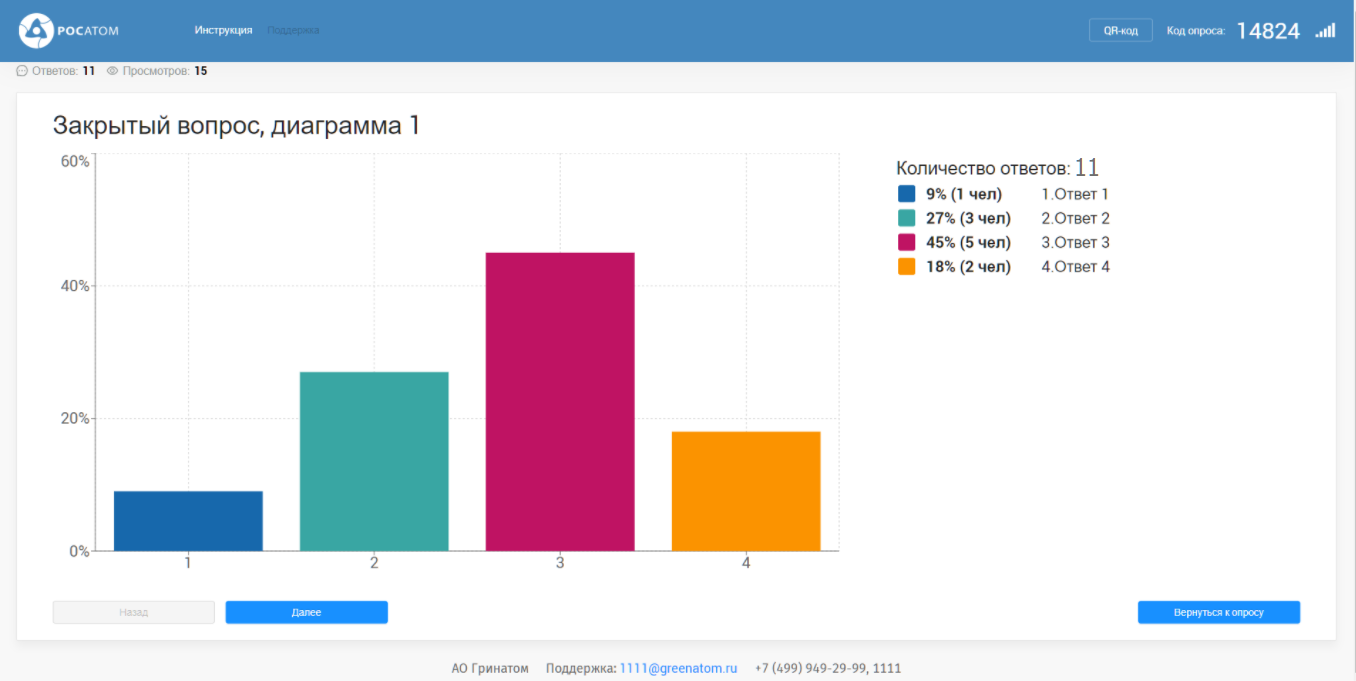 РОСАТОМ Инструкция Поддержка QR-код Код опроса: 14824
Ответов: 11 Просмотров: 15
Закрытый вопрос, диаграмма 1
60%
40%
20%
0%
1 2 3 4
Количество ответов: 11
9% (1 чел) 1.Ответ 1
27% (3 чел) 2.Ответ 2
45% (5 чел) 3.Ответ 3
18% (2 чел) 4.Ответ 4
Назад Далее Вернуться к опросу
АО Гринатом Поддержка: 1111@greenatom.ru +7 (499) 949-29-99, 1111